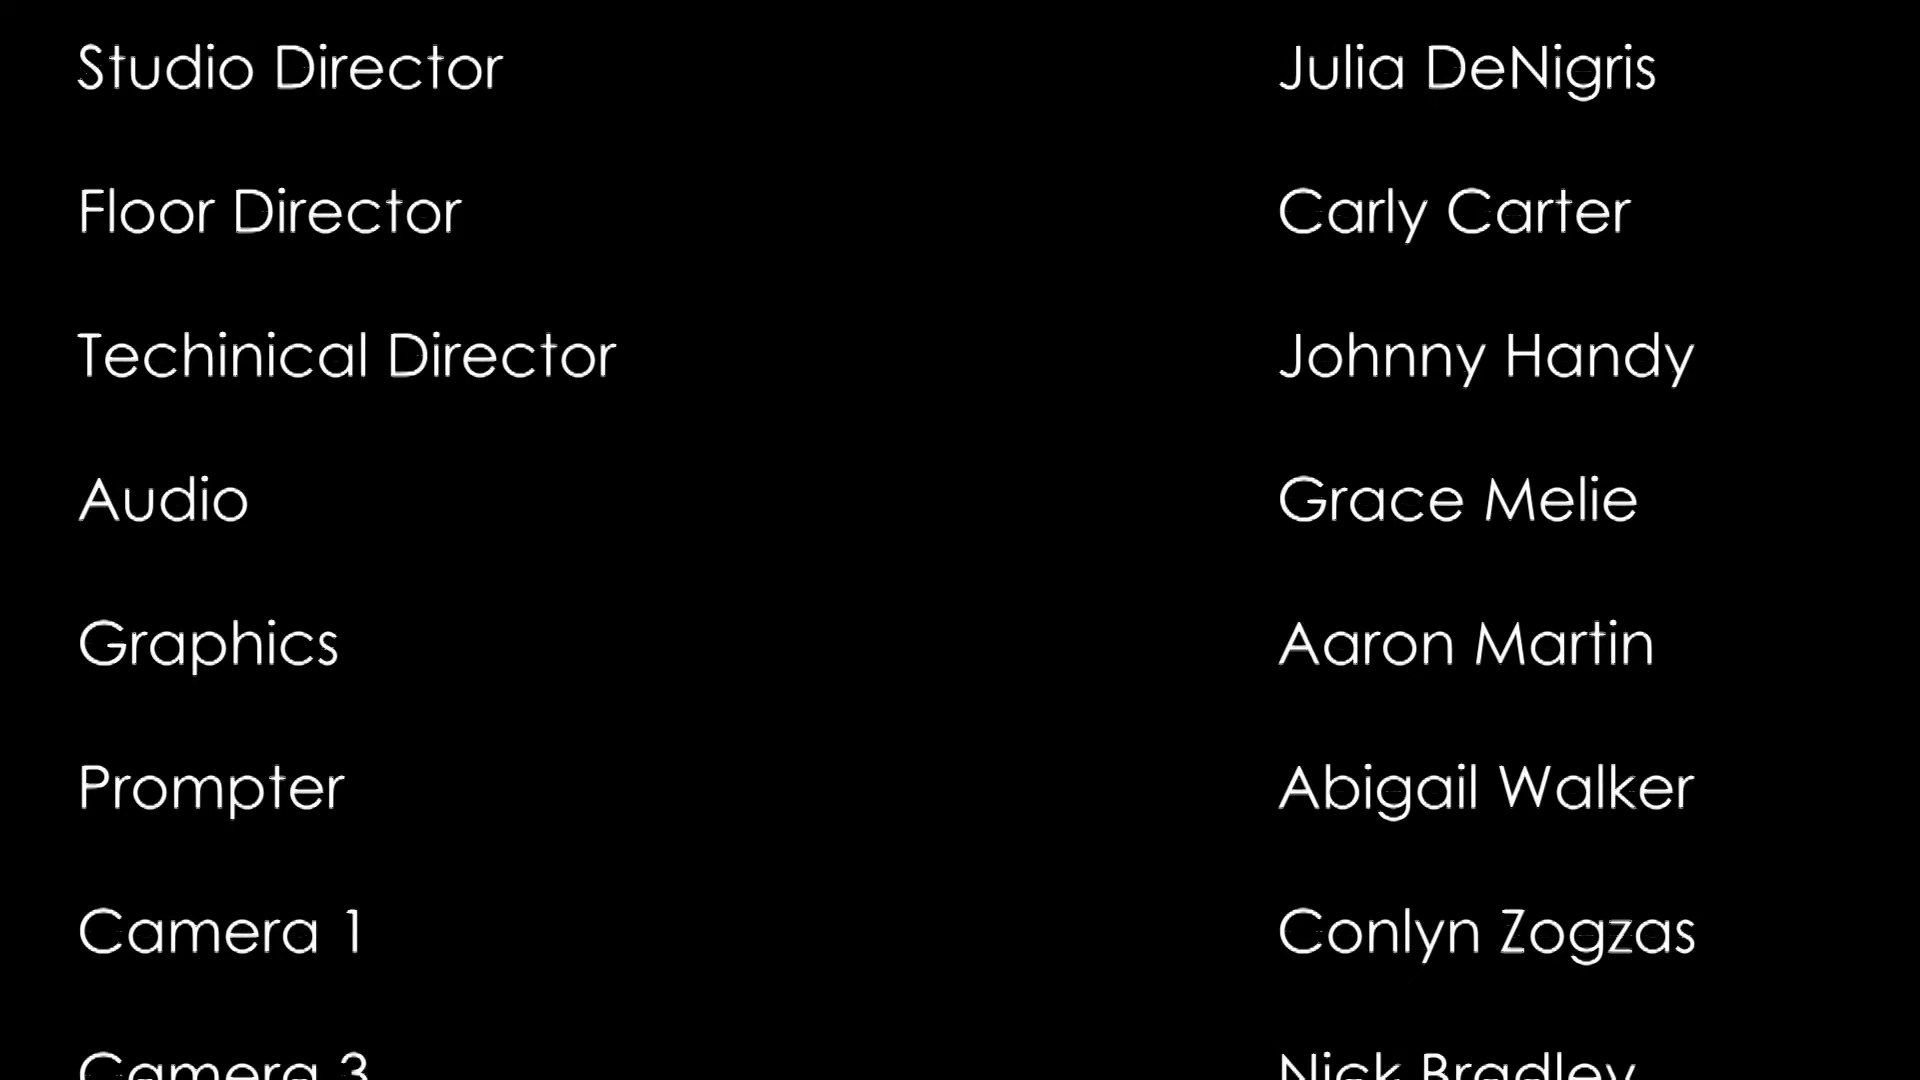 Studio Director Julia DeNigris
Floor Director Carly Carter
Techinical Director Johnny Handy
Audio Grace Melie
Graphics Aaron Martin
Prompter Abigail Walker
Camera 1 Conlyn Zogzas
Camera 3 Nick Bradley